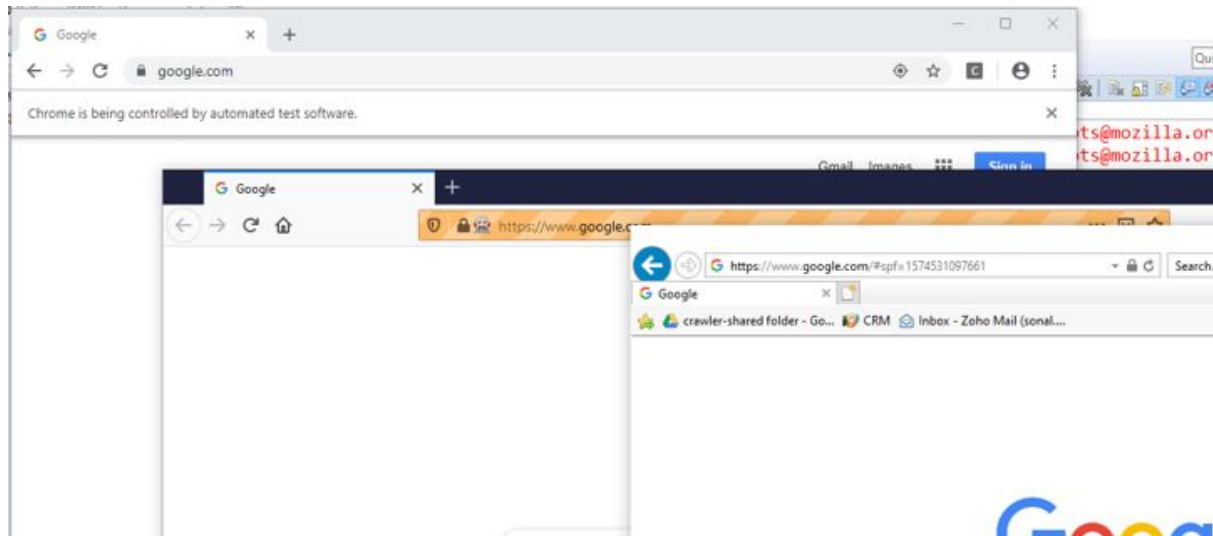 Google
google.com
Chrome is being controlled by automated test software.
Gmail Images Sign in
ts@mozilla.or
ts@mozilla.or
Google
https://www.google.c
https://www.google.com/#spf=1574531097661
Search.
Google
crawler-shared folder - Go... CRM Inbox - Zoho Mail (sonal....
Goog